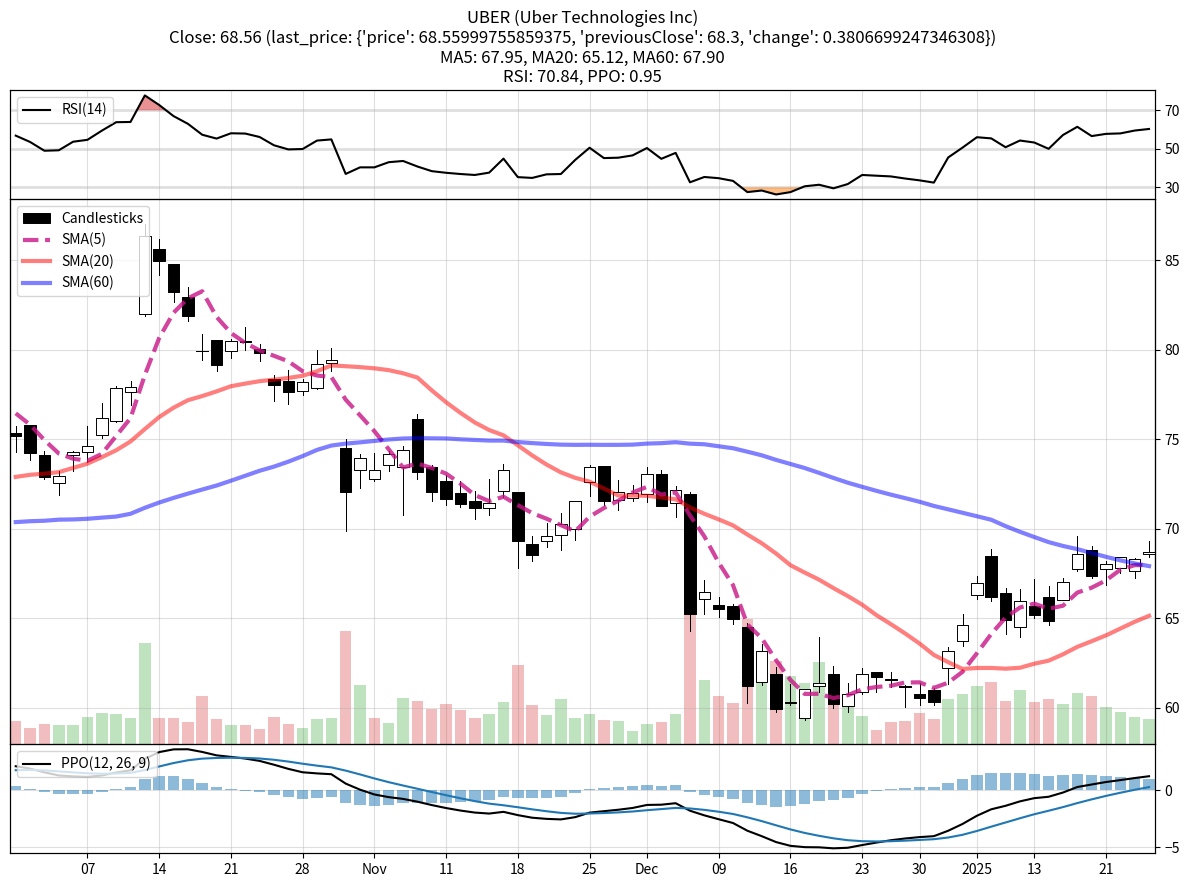 UBER (Uber Technologies Inc)
Close: 68.56 (last_price: {'price': 68.55999755859375, 'previousClose': 68.3, 'change': 0.3806699247346308})
MA5: 67.95, MA20: 65.12, MA60: 67.90
RSI: 70.84, PPO: 0.95
RSI(14)
70
50
30
Candlesticks
SMA(5)
SMA(20)
SMA(60)
85
80
75
70
65
60
PPO(12, 26, 9)
0
−5
07 14 21 28 Nov 11 18 25 Dec 09 16 23 30 2025 13 21